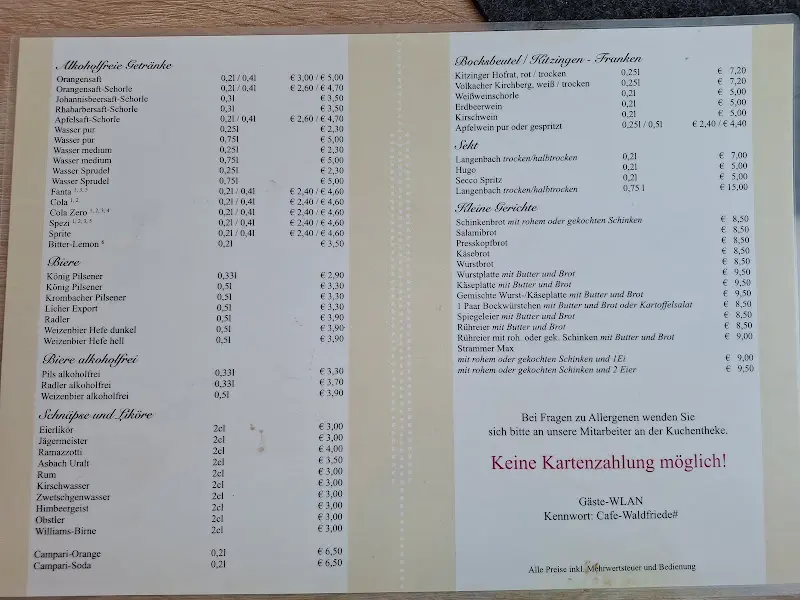 Alkoholfreie Getränke
Orangensaft 0,2l / 0,4l € 3,00 / € 5,00
Orangensaft-Schorle 0,2l / 0,4l € 2,60 / € 4,70
Johannisbeersaft-Schorle 0,3l € 3,50
Rhabarbersaft-Schorle 0,3l € 3,50
Apfelsaft-Schorle 0,2l / 0,4l € 2,60 / € 4,70
Wasser pur 0,25l € 2,30
Wasser pur 0,75l € 5,00
Wasser medium 0,25l € 2,30
Wasser medium 0,75l € 5,00
Wasser Sprudel 0,25l € 2,30
Wasser Sprudel 0,75l € 5,00
Fanta 0,2l / 0,4l € 2,40 / € 4,60
Cola 1, 2 0,2l / 0,4l € 2,40 / € 4,60
Cola Zero 1, 2, 3, 4 0,2l / 0,4l € 2,40 / € 4,60
Spezi 0,2l / 0,4l € 2,40 / € 4,60
Sprite 0,2l / 0,4l € 2,40 / € 4,60
Bitter-Lemon 0,2l € 3,50
Biere
König Pilsener 0,33l € 2,90
König Pilsener 0,5l € 3,30
Krombacher Pilsener 0,5l € 3,30
Licher Export 0,5l € 3,30
Radler 0,5l € 3,90
Weizenbier Hefe dunkel 0,5l € 3,90
Weizenbier Hefe hell 0,5l € 3,90
Biere alkoholfrei
Pils alkoholfrei 0,33l € 3,30
Radler alkoholfrei 0,33l € 3,70
Weizenbier alkoholfrei 0,5l € 3,90
Schnäpse und Liköre
Eierlikör 2cl € 3,00
Jägermeister 2cl € 3,00
Ramazzotti 2cl € 4,00
Asbach Uralt 2cl € 3,50
Rum 2cl € 3,00
Kirschwasser 2cl € 3,00
Zwetschgenwasser 2cl € 3,00
Himbeergeist 2cl € 3,00
Obstler 2cl € 3,00
Williams-Birne 2cl € 3,00
Campari-Orange 0,2l € 6,50
Campari-Soda 0,2l € 6,50
Bocksbeutel / Kitzingen - Franken
Kitzinger Hofrat, rot / trocken 0,25l € 7,20
Volkacher Kirchberg, weiß / trocken 0,25l € 7,20
Weißweinschorle 0,2l € 5,00
Erdbeerwein 0,2l € 5,00
Kirschwein 0,2l € 5,00
Apfelwein pur oder gespritzt 0,25l / 0,5l € 2,40 / € 4,40
Sekt
Langenbach trocken/halbtrocken 0,2l € 7,00
Hugo 0,2l € 5,00
Secco Spritz 0,2l € 5,00
Langenbach trocken/halbtrocken 0,75 l € 15,00
Kleine Gerichte
Schinkenbrot mit rohem oder gekochten Schinken € 8,50
Salamibrot € 8,50
Presskopfbrot € 8,50
Käsebrot € 8,50
Wurstbrot € 8,50
Wurstplatte mit Butter und Brot € 9,50
Käseplatte mit Butter und Brot € 9,50
Gemischte Wurst-/Käseplatte mit Butter und Brot € 9,50
1 Paar Bockwürstchen mit Butter und Brot oder Kartoffelsalat € 8,50
Spiegeleier mit Butter und Brot € 8,50
Rühreier mit Butter und Brot € 8,50
Rühreier mit roh. oder gek. Schinken mit Butter und Brot € 9,00
Strammer Max
mit rohem oder gekochten Schinken und 1Ei € 9,00
mit rohem oder gekochten Schinken und 2 Eier € 9,50
Bei Fragen zu Allergenen wenden Sie
sich bitte an unsere Mitarbeiter an der Kuchentheke.
Keine Kartenzahlung möglich!
Gäste-WLAN
Kennwort: Cafe-Waldfriede#
Alle Preise inkl. Mehrwertsteuer und Bedienung